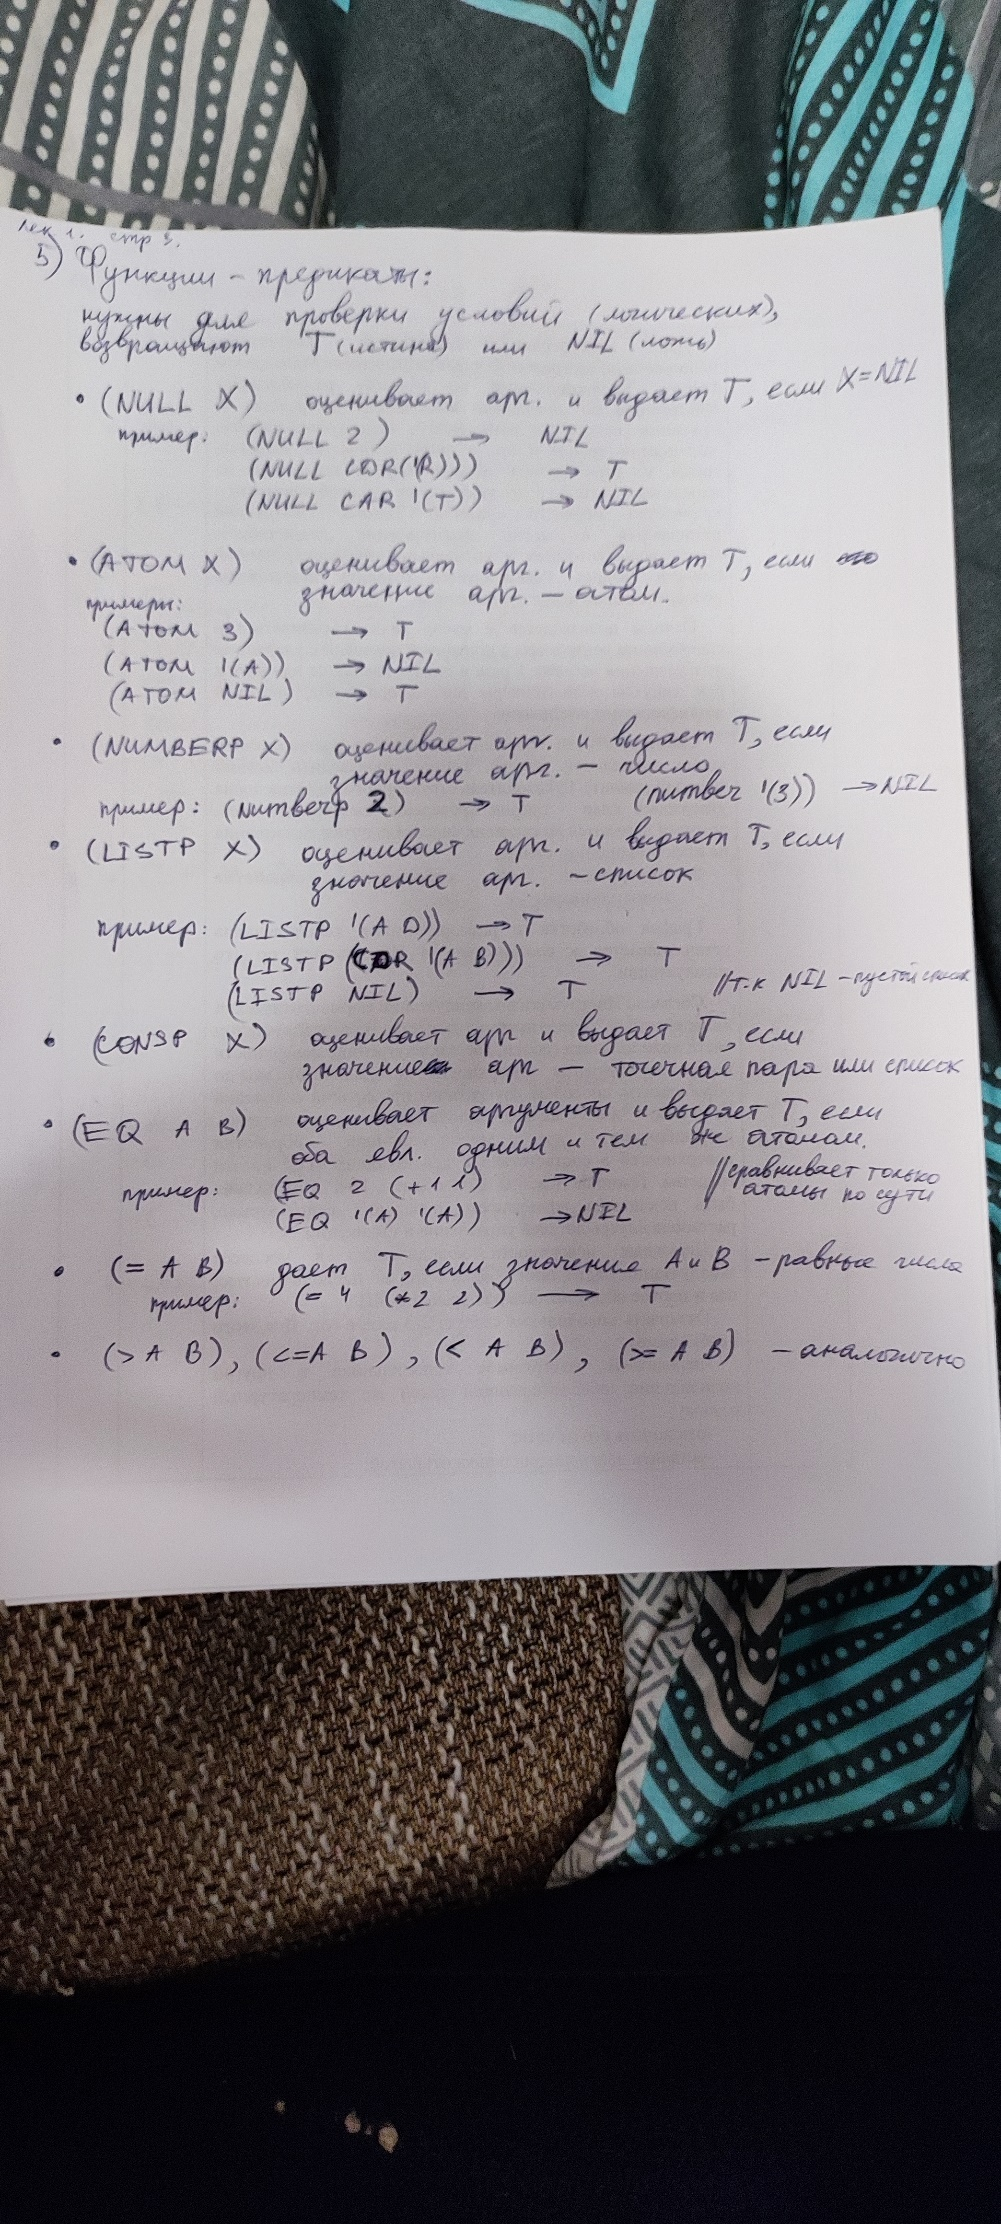 лек 1. стр 3.
5) Функции - предикаты:
нужны для проверки условий (логических),
возвращают T (истина) или NIL (ложь)
• (NULL X) оценивает арг. и выдает T, если X=NIL
пример: (NULL 2) → NIL
(NULL CDR('(R))) → T
(NULL CAR '(T)) → NIL
• (ATOM X) оценивает арг. и выдает T, если
значение арг. - атом.
примеры:
(ATOM 3) → T
(ATOM '(A)) → NIL
(ATOM NIL) → T
• (NUMBERP X) оценивает арг. и выдает T, если
значение арг. - число
пример: (numberp 2) → T (number '(3)) → NIL
• (LISTP X) оценивает арг. и выдает T, если
значение арг. - список
пример: (LISTP '(A D)) → T
(LISTP (CDR '(A B))) → T
(LISTP NIL) → T //т.к NIL - пустой список
• (CONSP X) оценивает арг и выдает T, если
значение арг - точечная пара или список
• (EQ A B) оценивает аргументы и выдает T, если
оба явл. одним и тем же атомом.
пример: (EQ 2 (+1 1) → T //сравнивает только
атомы по сути
(EQ '(A) '(A)) → NIL
• (= A B) дает T, если значение A и B - равные числа
пример: (= 4 (*2 2)) → T
• (> A B), (<=A B), (< A B), (>= A B) - аналогично